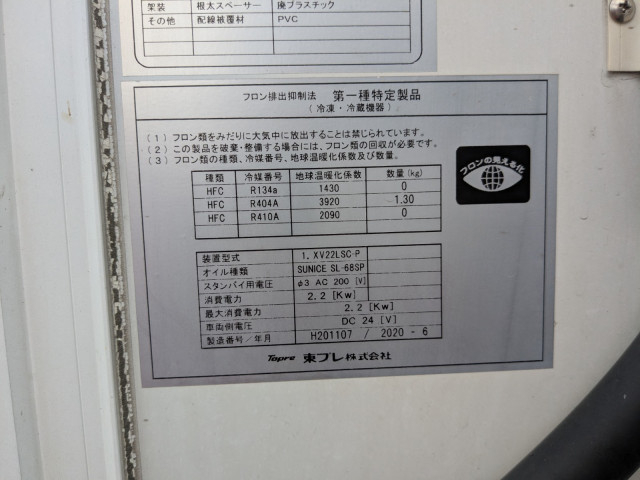 架装 根太スペーサー 廃プラスチック
その他 配線被覆材 PVC
フロン排出抑制法 第一種特定製品
(冷凍・冷蔵機器)
(1) フロン類をみだりに大気中に放出することは禁じられています。
(2) この製品を破棄・整備する場合には、フロン類の回収が必要です。
(3) フロン類の種類、冷媒番号、地球温暖化係数及び数量。
フロンの見える化
種類 冷媒番号 地球温暖化係数 数量(kg)
HFC R134a 1430 0
HFC R404A 3920 1.30
HFC R410A 2090 0
装置型式 1. XV22LSC-P
オイル種類 SUNICE SL-68SP
スタンバイ用電圧 φ3 AC 200 [V]
消費電力 2.2 [Kw]
最大消費電力 2.2 [Kw]
車両側電圧 DC 24 [V]
製造番号/年月 H201107 / 2020 - 6
Topre 東プレ株式会社